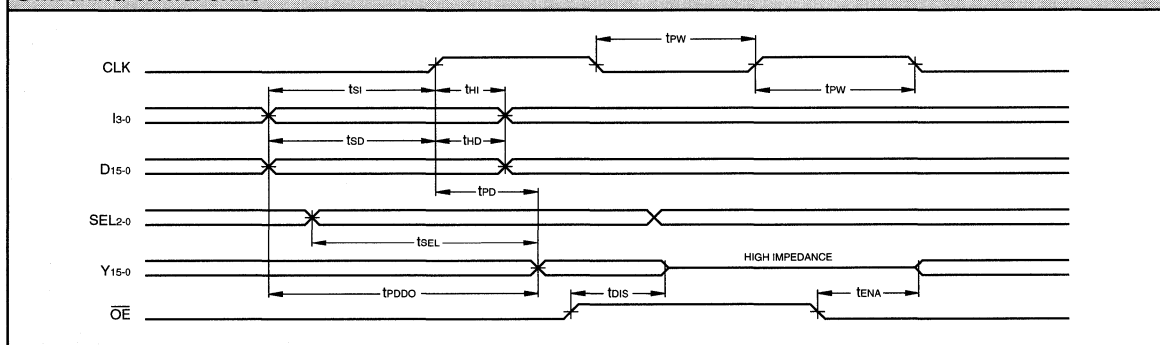 tPW
CLK
tSI
tHI
tPW
I3-0
tSD
tHD
D15-0
tPD
SEL2-0
tSEL
HIGH IMPEDANCE
Y15-0
tPDDO
tDIS
tENA
OE